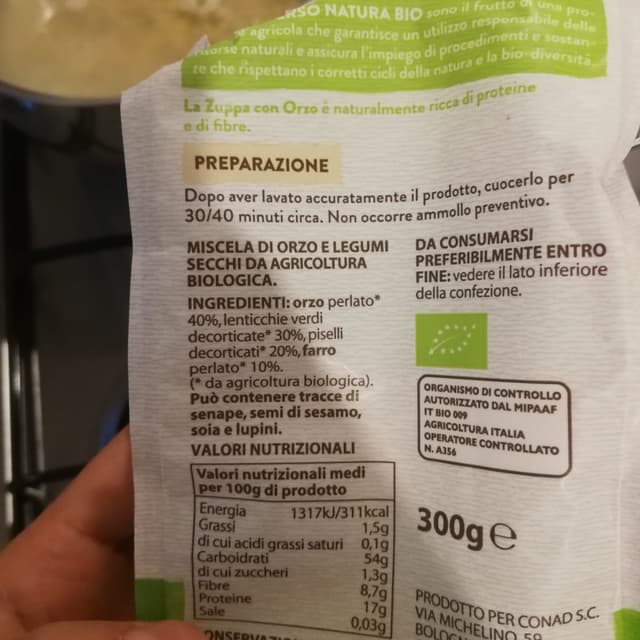 RSO NATURA BIO sono il frutto di una pro-
agricola che garantisce un utilizzo responsabile delle
risorse naturali e assicura l'impiego di procedimenti e sostan-
ze che rispettano i corretti cicli della natura e la bio-diversità.
La Zuppa con Orzo è naturalmente ricca di proteine
e di fibre.
PREPARAZIONE
Dopo aver lavato accuratamente il prodotto, cuocerlo per
30/40 minuti circa. Non occorre ammollo preventivo.
MISCELA DI ORZO E LEGUMI
SECCHI DA AGRICOLTURA
BIOLOGICA.
INGREDIENTI: orzo perlato*
40%, lenticchie verdi
decorticate* 30%, piselli
decorticati* 20%, farro
perlato* 10%.
(* da agricoltura biologica).
Può contenere tracce di
senape, semi di sesamo,
soia e lupini.
VALORI NUTRIZIONALI
Valori nutrizionali medi
per 100g di prodotto
Energia 1317kJ/311kcal
Grassi 1,5g
di cui acidi grassi saturi 0,1g
Carboidrati 54g
di cui zuccheri 1,3g
Fibre 8,7g
Proteine 17g
Sale 0,03g
DA CONSUMARSI
PREFERIBILMENTE ENTRO
FINE: vedere il lato inferiore
della confezione.
ORGANISMO DI CONTROLLO
AUTORIZZATO DAL MIPAAF
IT BIO 009
AGRICOLTURA ITALIA
OPERATORE CONTROLLATO
N. A356
300g e
PRODOTTO PER CONAD S.C.
VIA MICHELINO, 59